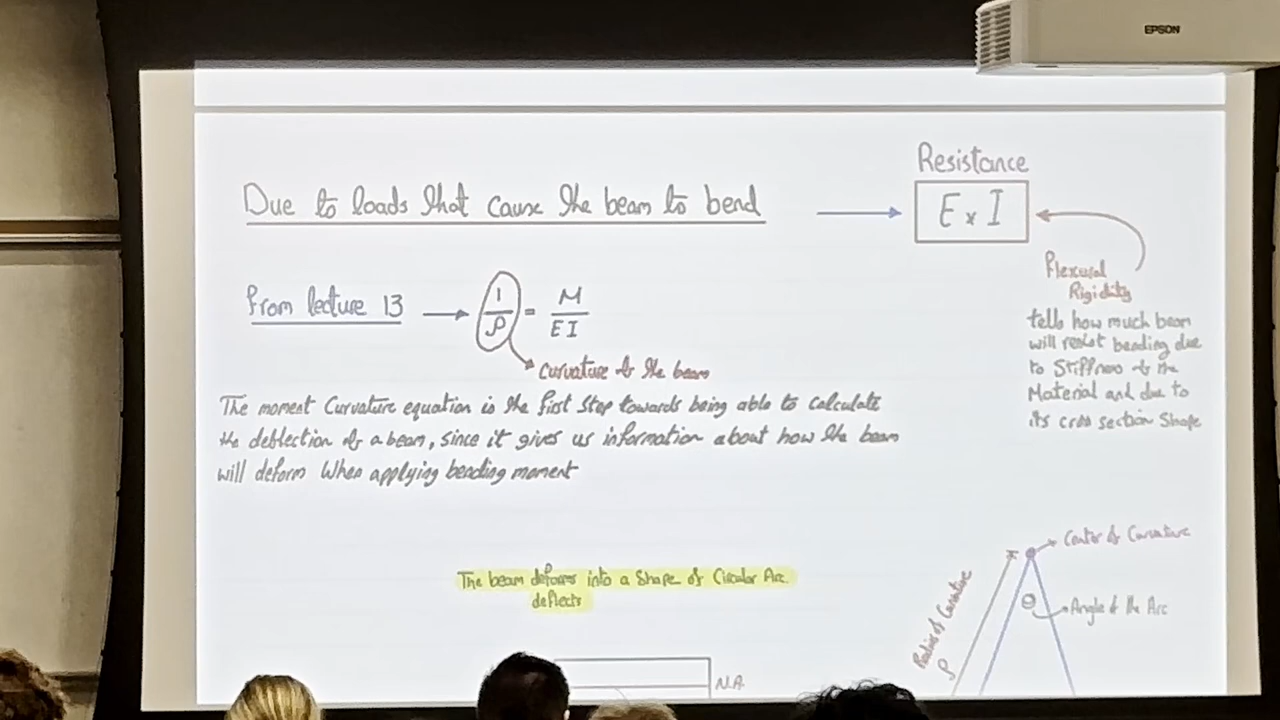 EPSON
Resistance
Due to loads that cause the beam to bend
E x I
Flexural
Rigidity
tells how much beam
will resist bending due
to Stiffness of the
Material and due to
its cross section Shape
from lecture 13
1/ρ = M/EI
Curvature of the beam
The moment Curvature equation is the first Step towards being able to calculate
the deflection of a beam, since it gives us information about how the beam
will deform When applying bending moment
The beam deforms into a Shape of Circular Arc
deflects
Center of Curvature
Radius of Curvature
ρ
θ
Angle of the Arc
N.A